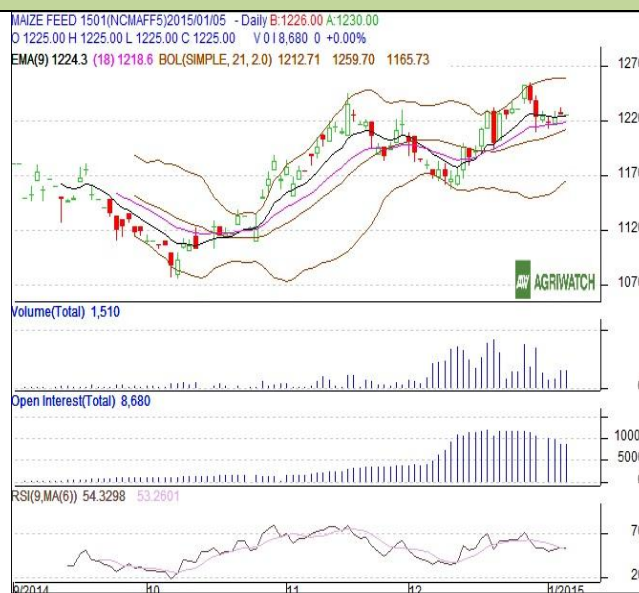 MAIZE FEED 1501(NCMAFF5)2015/01/05 - Daily B:1226.00 A:1230.00
O 1225.00 H 1225.00 L 1225.00 C 1225.00 V 0 I 8,680 0 +0.00%
EMA(9) 1224.3 (18) 1218.6 BOL(SIMPLE, 21, 2.0) 1212.71 1259.70 1165.73
1270
1220
1170
1120
1070
AW AGRIWATCH
Volume(Total) 1,510
0
Open Interest(Total) 8,680
1000
5000
0
RSI(9,MA(6)) 54.3298 53.2601
70
20
9/2014 10 11 12 1/2015